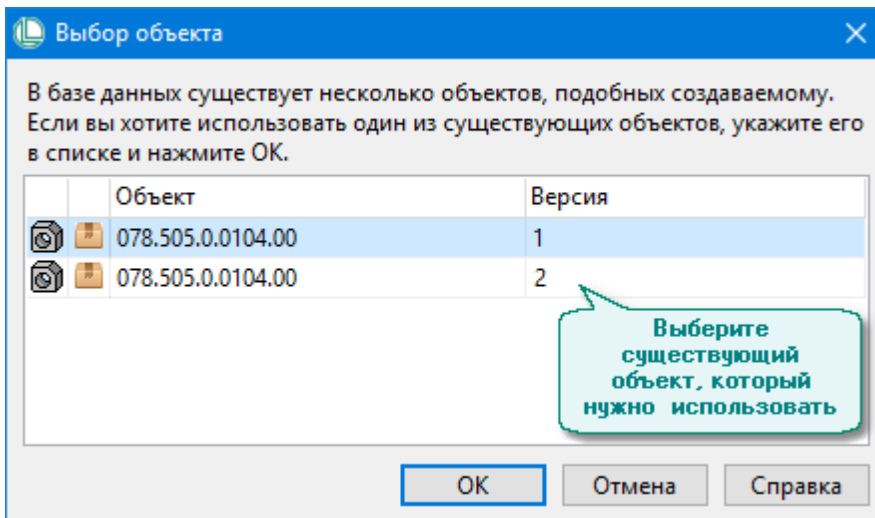 Выбор объекта
В базе данных существует несколько объектов, подобных создаваемому.
Если вы хотите использовать один из существующих объектов, укажите его
в списке и нажмите ОК.
Объект Версия
078.505.0.0104.00 1
078.505.0.0104.00 2
Выберите
существующий
объект, который
нужно использовать
ОК Отмена Справка